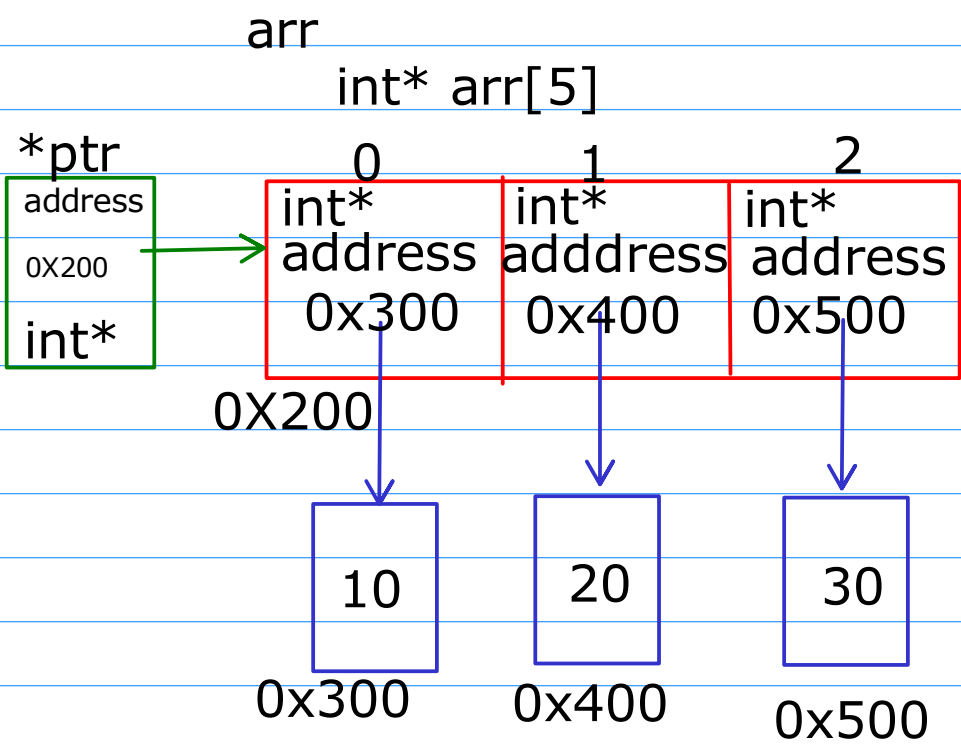 arr
int* arr[5]
*ptr
0 1 2
address
0X200
int*
int* int* int*
address adddress address
0x300 0x400 0x500
0X200
10 20 30
0x300 0x400 0x500